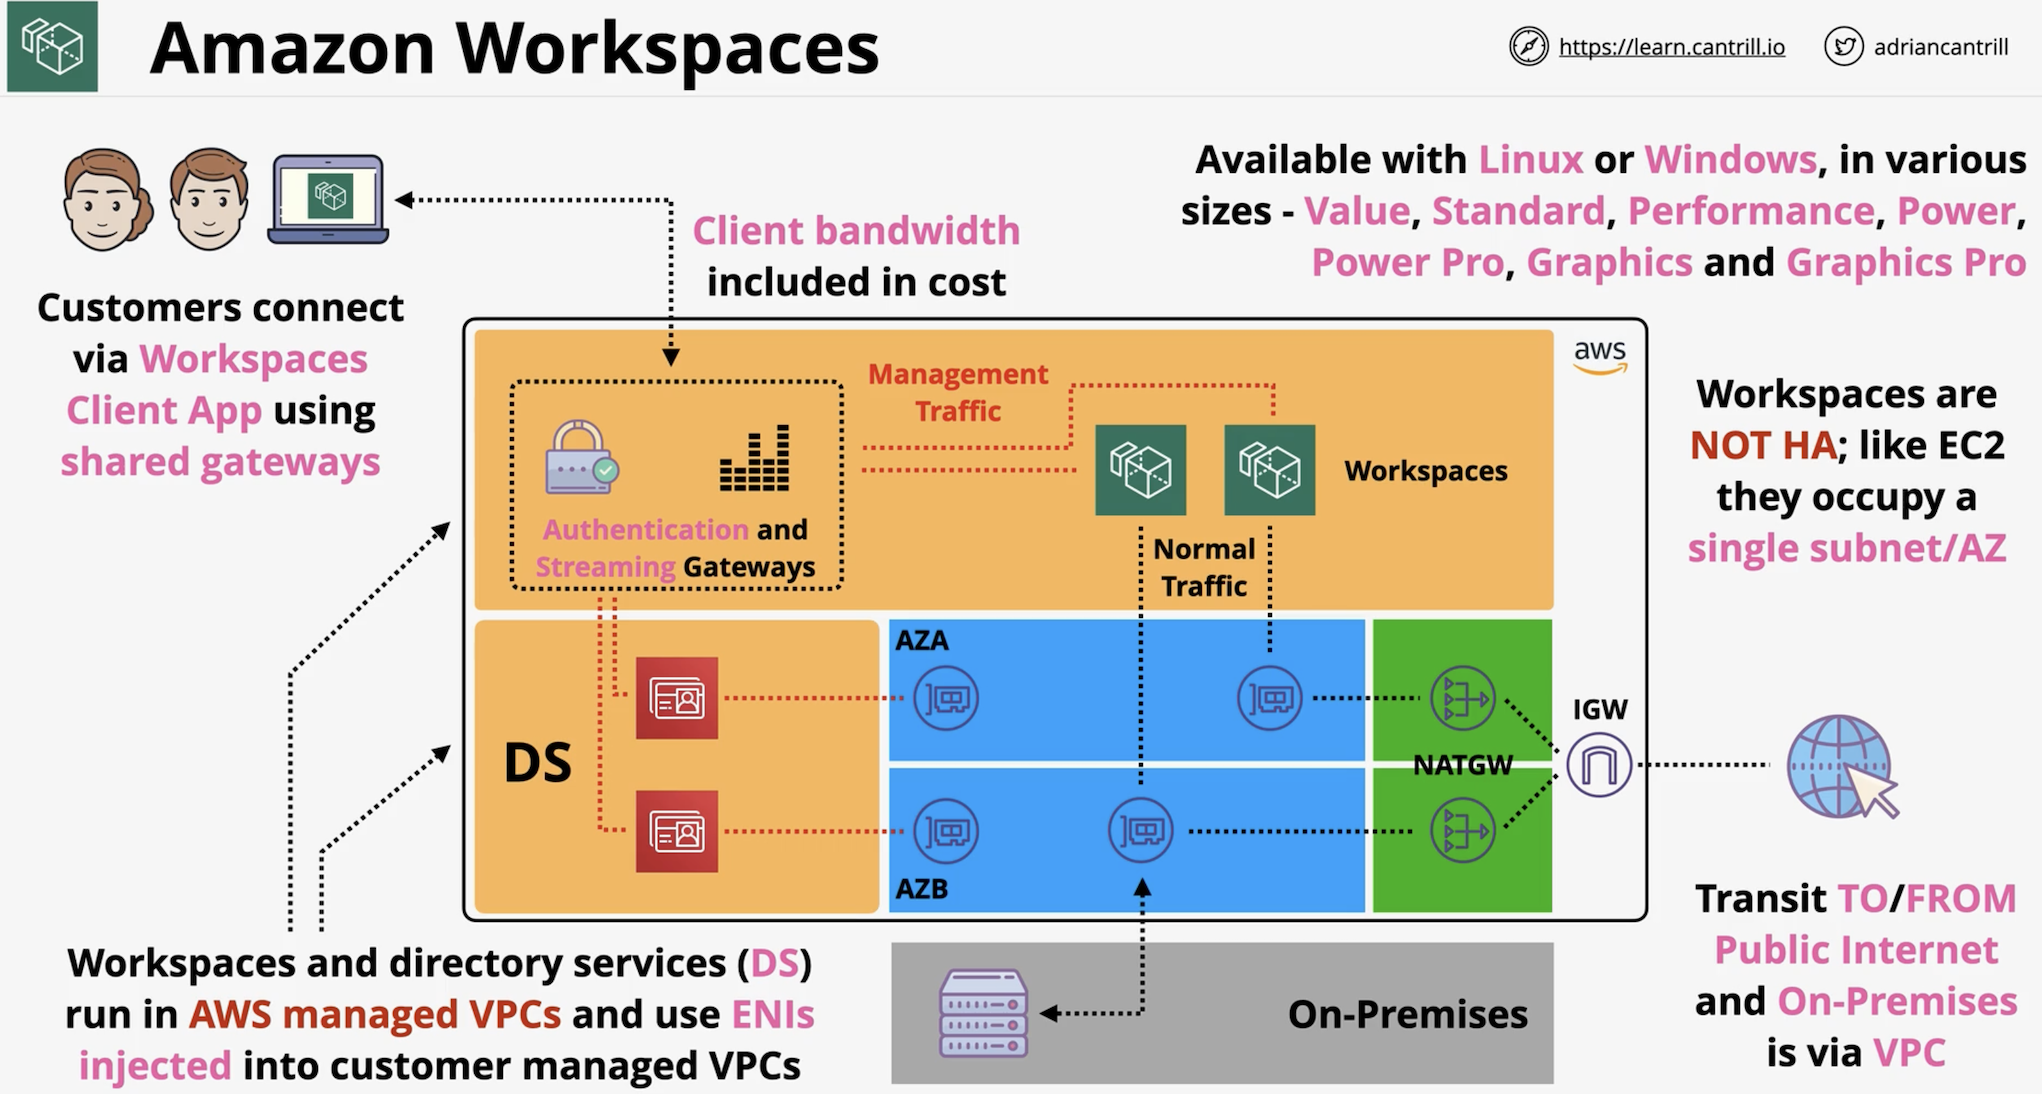 Amazon Workspaces
https://learn.cantrill.io
adriancantrill
Available with Linux or Windows, in various
sizes - Value, Standard, Performance, Power,
Power Pro, Graphics and Graphics Pro
Client bandwidth
included in cost
Customers connect
via Workspaces
Client App using
shared gateways
aws
Management
Traffic
Workspaces
Authentication and
Streaming Gateways
Normal
Traffic
Workspaces are
NOT HA; like EC2
they occupy a
single subnet/AZ
DS
AZA
AZB
NATGW
IGW
Workspaces and directory services (DS)
run in AWS managed VPCs and use ENIs
injected into customer managed VPCs
On-Premises
Transit TO/FROM
Public Internet
and On-Premises
is via VPC